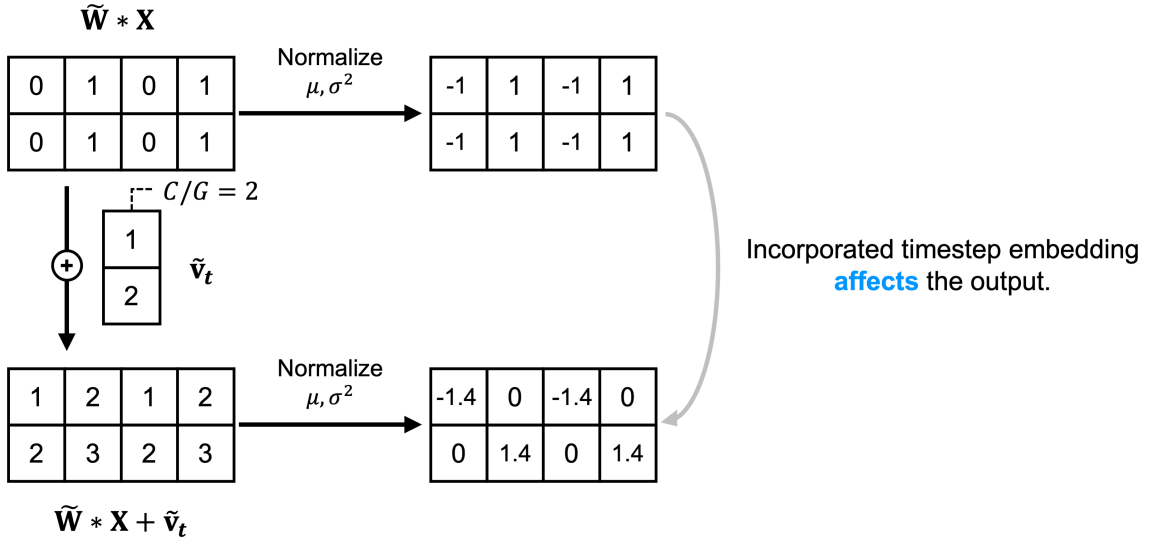 W̃ ∗ X
0 1 0 1
0 1 0 1
Normalize
μ, σ²
-1 1 -1 1
-1 1 -1 1
C/G = 2
1
2
ṽₜ
Incorporated timestep embedding
affects the output.
1 2 1 2
2 3 2 3
Normalize
μ, σ²
-1.4 0 -1.4 0
0 1.4 0 1.4
W̃ ∗ X + ṽₜ